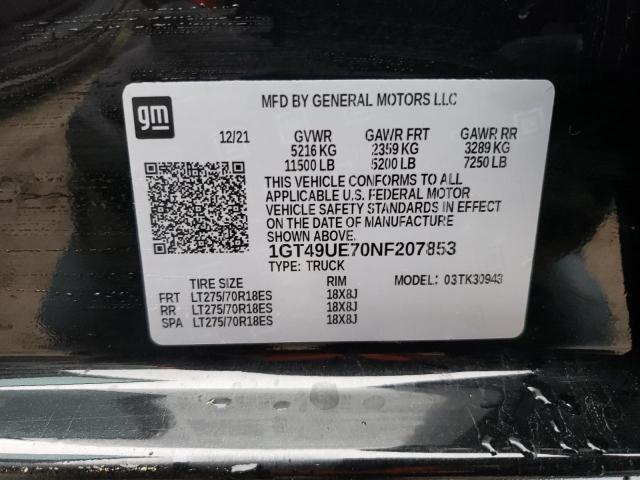 gm
MFD BY GENERAL MOTORS LLC
12/21 GVWR GAWR FRT GAWR RR
5216 KG 2359 KG 3289 KG
11500 LB 5200 LB 7250 LB
THIS VEHICLE CONFORMS TO ALL
APPLICABLE U.S. FEDERAL MOTOR
VEHICLE SAFETY STANDARDS IN EFFECT
ON THE DATE OF MANUFACTURE
SHOWN ABOVE.
1GT49UE70NF207853
TYPE: TRUCK
MODEL: 03TK30943
TIRE SIZE RIM
FRT LT275/70R18ES 18X8J
RR LT275/70R18ES 18X8J
SPA LT275/70R18ES 18X8J